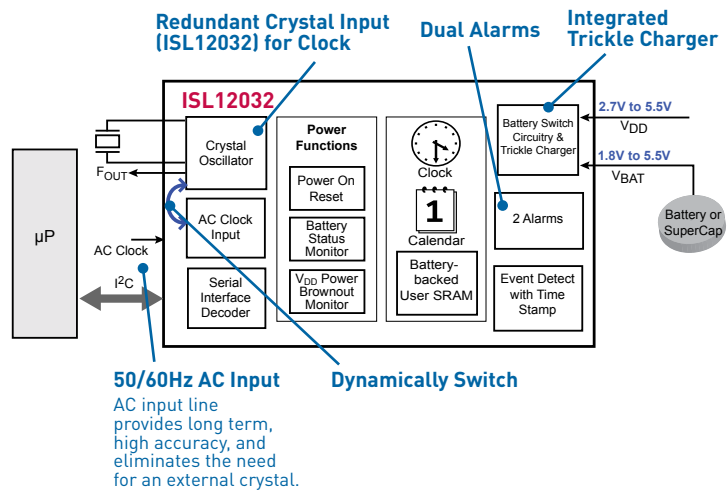 Redundant Crystal Input
(ISL12032) for Clock
Dual Alarms
Integrated
Trickle Charger
ISL12032
Crystal
Oscillator
FOUT
AC Clock
Input
AC Clock
Serial
Interface
Decoder
µP
I²C
Power
Functions
Power On
Reset
Battery
Status
Monitor
VDD Power
Brownout
Monitor
Clock
1
Calendar
Battery-
backed
User SRAM
Battery Switch
Circuitry &
Trickle Charger
2 Alarms
Event Detect
with Time
Stamp
2.7V to 5.5V
VDD
1.8V to 5.5V
VBAT
Battery or
SuperCap
50/60Hz AC Input
AC input line
provides long term,
high accuracy, and
eliminates the need
for an external crystal.
Dynamically Switch